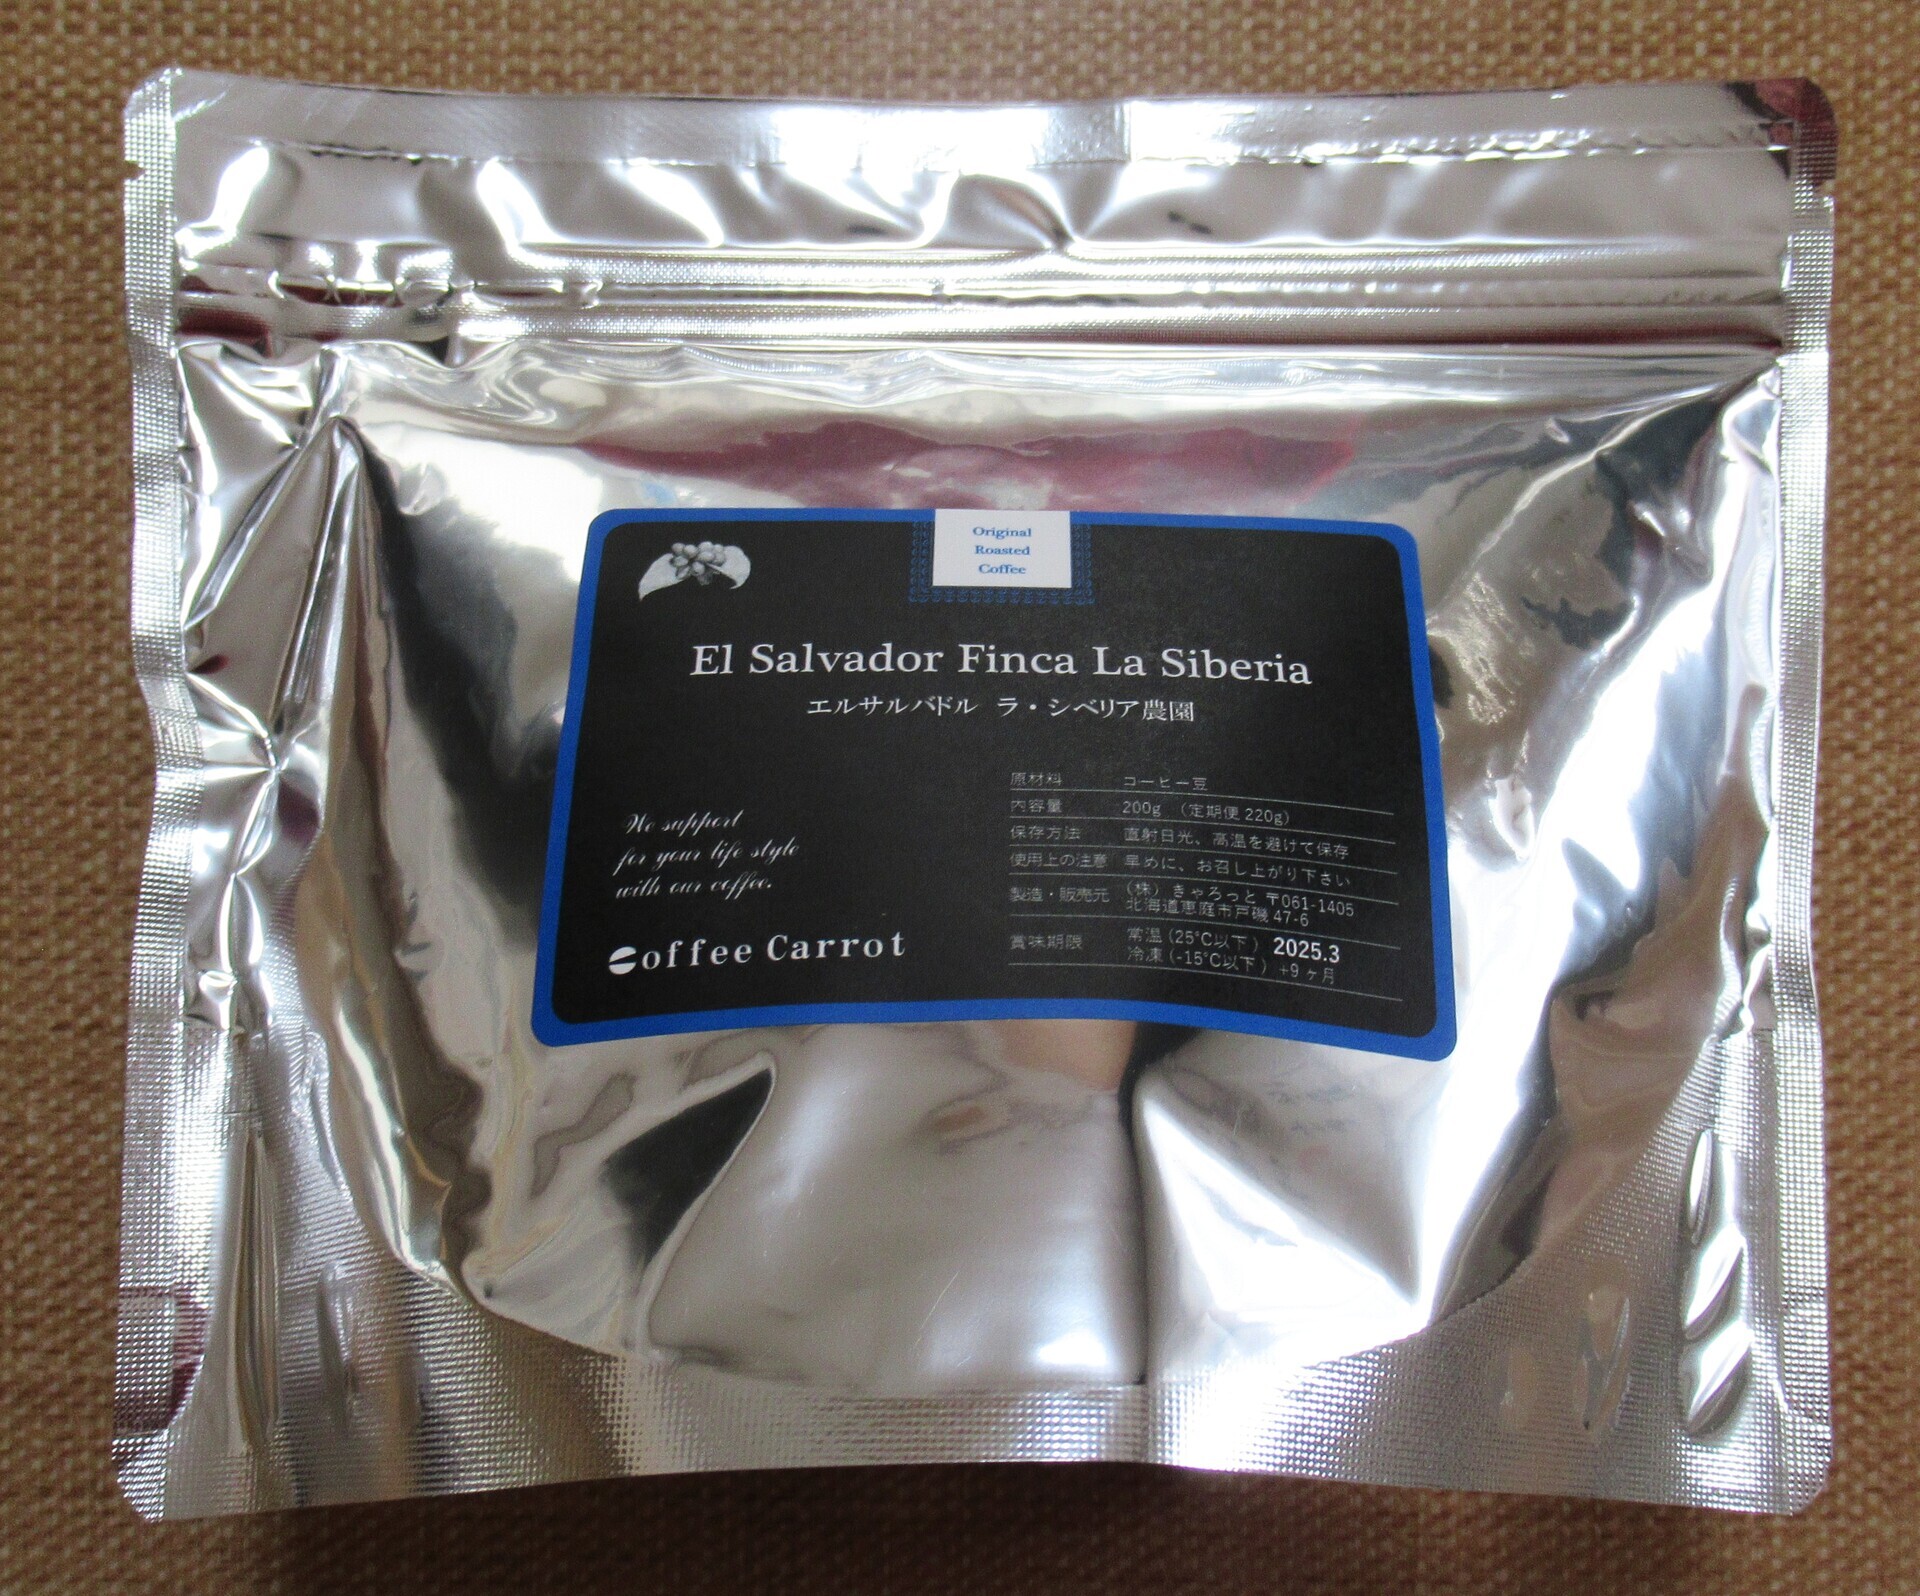 Original
Roasted
Coffee
El Salvador Finca La Siberia
エルサルバドル ラ・シベリア農園
We support
for your life style
with our coffee.
Coffee Carrot
原材料 コーヒー豆
内容量 200g （定期便 220g）
保存方法 直射日光、高温を避けて保存
使用上の注意 早めに、お召し上がり下さい
製造・販売元 （株）きゃろっと 〒061-1405
北海道恵庭市戸磯 47-6
賞味期限 常温 (25°C以下) 2025.3
冷凍 (-15°C以下) +9ヶ月